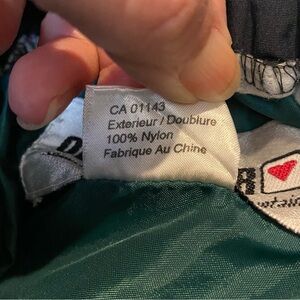 CA 01143
Exterieur / Doublure
100% Nylon
Fabrique Au Chine